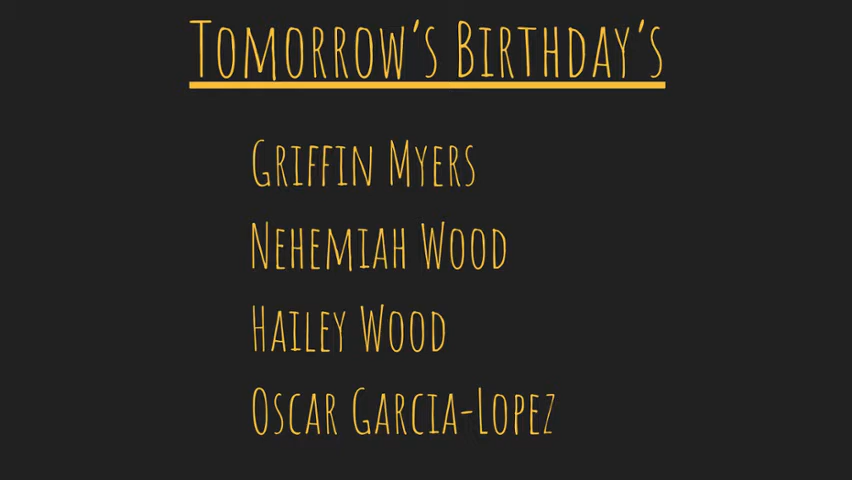 Tomorrow's Birthday's
Griffin Myers
Nehemiah Wood
Hailey Wood
Oscar Garcia-Lopez